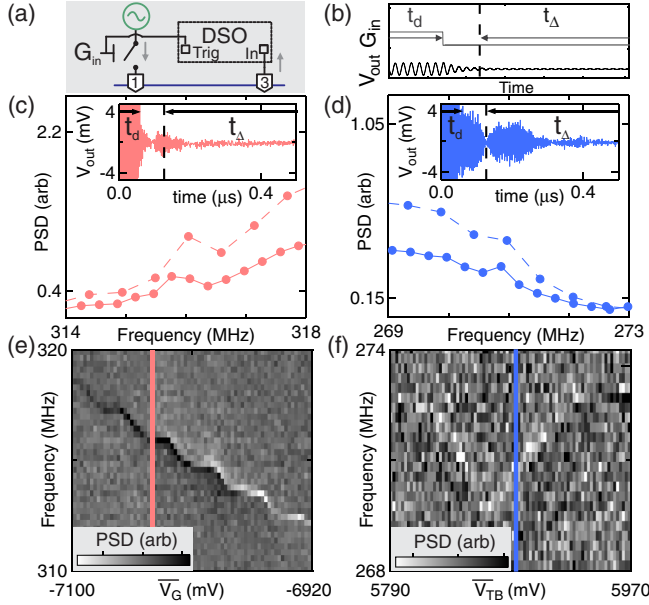 (a)
G_in
DSO
Trig
In
1
3
(b)
V_out G_in
t_d
t_Δ
Time
(c)
PSD (arb)
2.2
0.4
V_out (mV)
4
-4
t_d
t_Δ
0.0
0.4
time (μs)
314
Frequency (MHz)
318
(d)
PSD (arb)
1.05
0.15
V_out (mV)
4
-4
t_d
t_Δ
0.0
0.4
time (μs)
269
Frequency (MHz)
273
(e)
320
Frequency (MHz)
310
PSD (arb)
-7100
V̅_G (mV)
-6920
(f)
274
Frequency (MHz)
268
PSD (arb)
5790
V̅_TB (mV)
5970